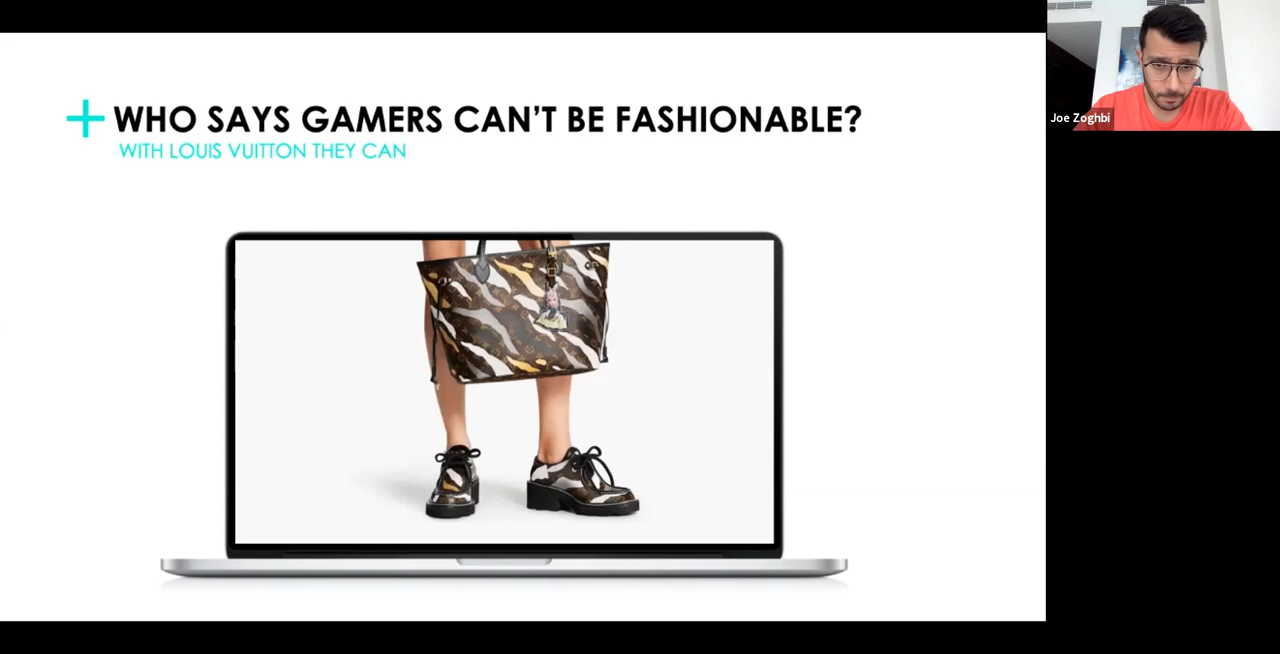 WHO SAYS GAMERS CAN'T BE FASHIONABLE?
WITH LOUIS VUITTON THEY CAN
Joe Zoghbi